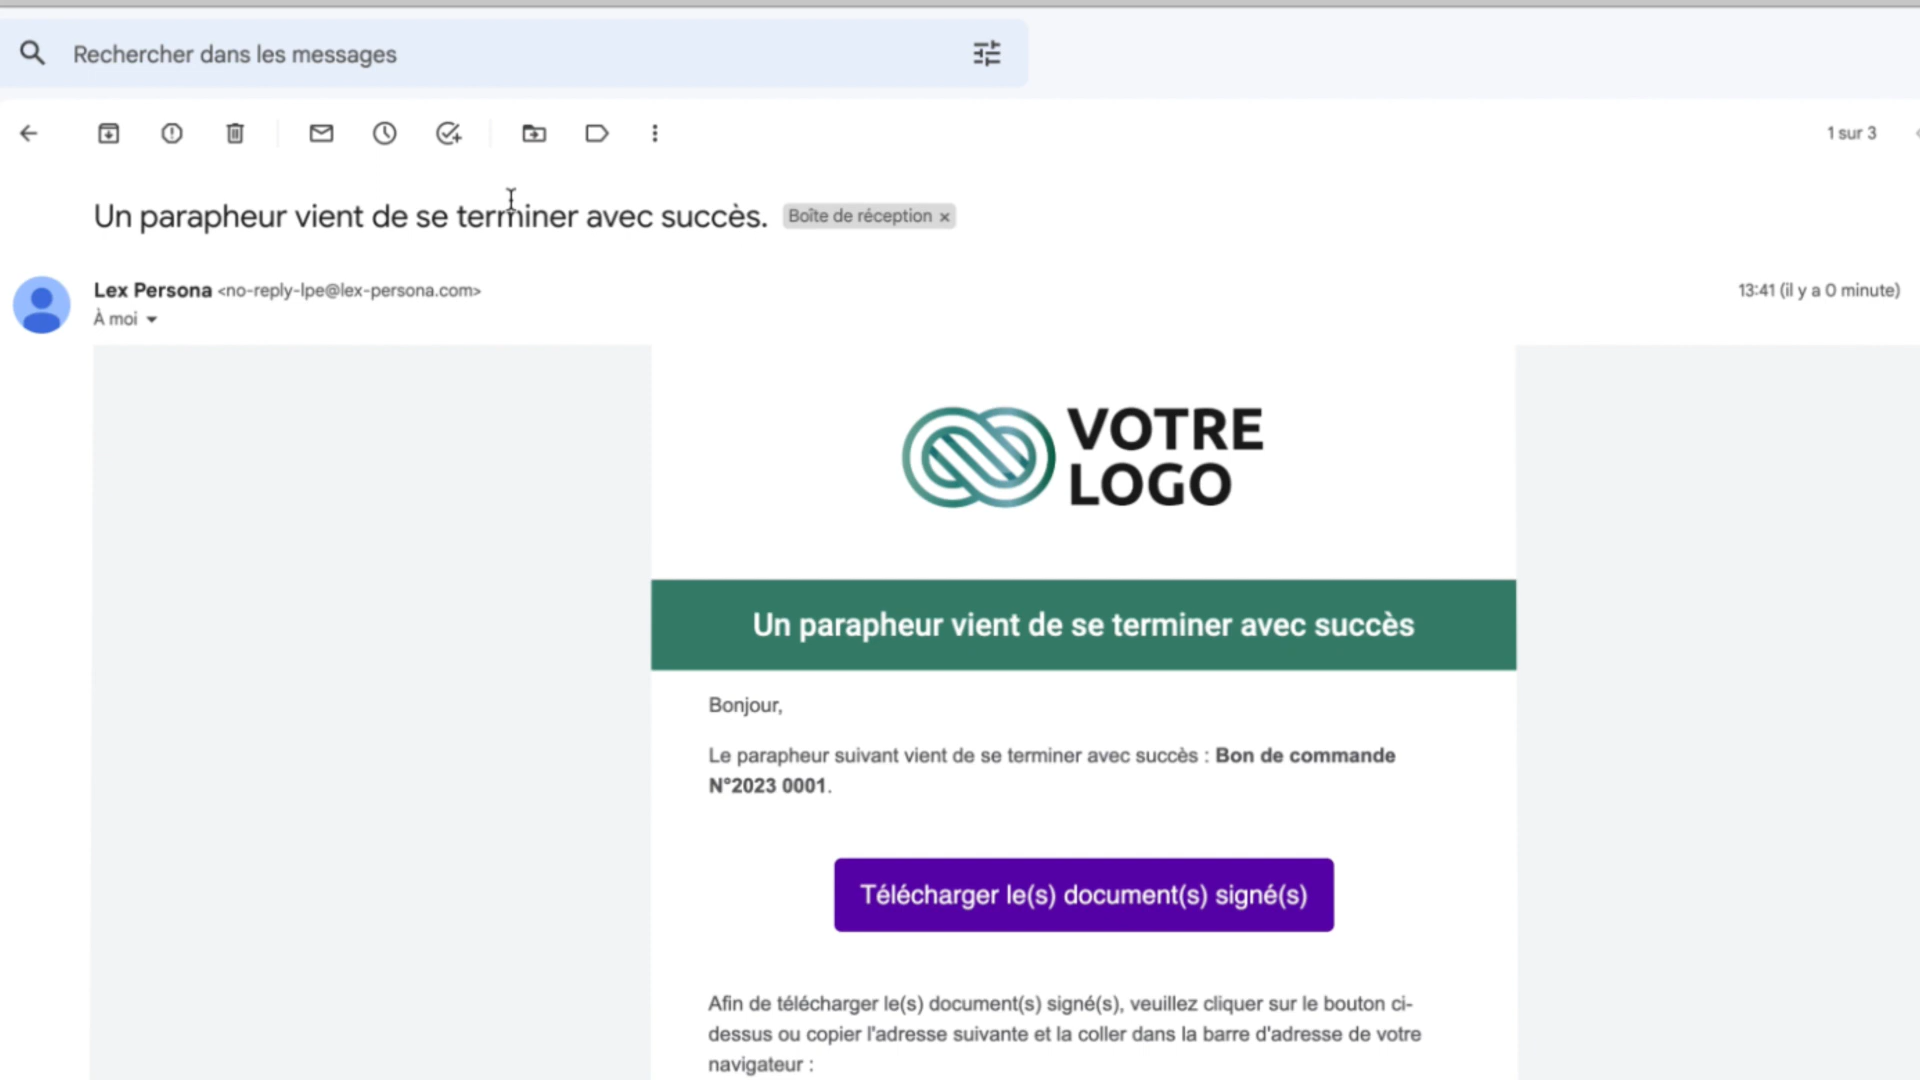 Rechercher dans les messages
1 sur 3
Un parapheur vient de se terminer avec succès. Boîte de réception ×
Lex Persona <no-reply-lpe@lex-persona.com>
13:41 (il y a 0 minute)
À moi
VOTRE
LOGO
Un parapheur vient de se terminer avec succès
Bonjour,
Le parapheur suivant vient de se terminer avec succès : Bon de commande
N°2023 0001.
Télécharger le(s) document(s) signé(s)
Afin de télécharger le(s) document(s) signé(s), veuillez cliquer sur le bouton ci-
dessus ou copier l'adresse suivante et la coller dans la barre d'adresse de votre
navigateur :